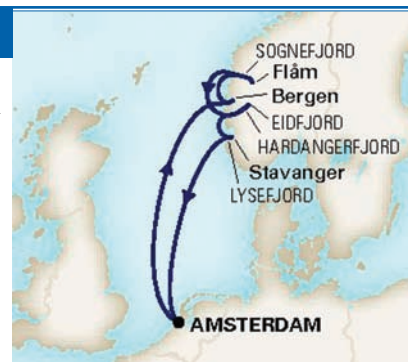 SOGNEFJORD
Flåm
Bergen
EIDFJORD
HARDANGERFJORD
Stavanger
LYSEFJORD
AMSTERDAM